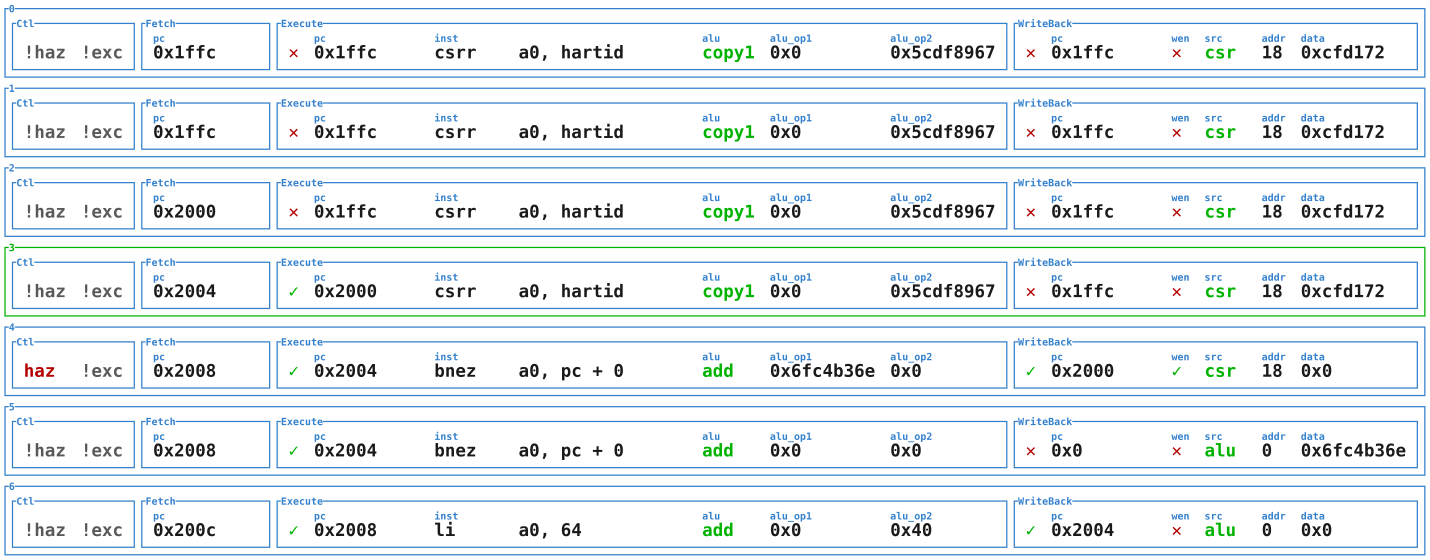 0
Ctl Fetch Execute WriteBack
pc pc inst alu alu_op1 alu_op2 pc wen src addr data
!haz !exc 0x1ffc ✕ 0x1ffc csrr a0, hartid copy1 0x0 0x5cdf8967 ✕ 0x1ffc ✕ csr 18 0xcfd172
1
Ctl Fetch Execute WriteBack
pc pc inst alu alu_op1 alu_op2 pc wen src addr data
!haz !exc 0x1ffc ✕ 0x1ffc csrr a0, hartid copy1 0x0 0x5cdf8967 ✕ 0x1ffc ✕ csr 18 0xcfd172
2
Ctl Fetch Execute WriteBack
pc pc inst alu alu_op1 alu_op2 pc wen src addr data
!haz !exc 0x2000 ✕ 0x1ffc csrr a0, hartid copy1 0x0 0x5cdf8967 ✕ 0x1ffc ✕ csr 18 0xcfd172
3
Ctl Fetch Execute WriteBack
pc pc inst alu alu_op1 alu_op2 pc wen src addr data
!haz !exc 0x2004 ✓ 0x2000 csrr a0, hartid copy1 0x0 0x5cdf8967 ✕ 0x1ffc ✕ csr 18 0xcfd172
4
Ctl Fetch Execute WriteBack
pc pc inst alu alu_op1 alu_op2 pc wen src addr data
haz !exc 0x2008 ✓ 0x2004 bnez a0, pc + 0 add 0x6fc4b36e 0x0 ✓ 0x2000 ✓ csr 18 0x0
5
Ctl Fetch Execute WriteBack
pc pc inst alu alu_op1 alu_op2 pc wen src addr data
!haz !exc 0x2008 ✓ 0x2004 bnez a0, pc + 0 add 0x0 0x0 ✕ 0x0 ✕ alu 0 0x6fc4b36e
6
Ctl Fetch Execute WriteBack
pc pc inst alu alu_op1 alu_op2 pc wen src addr data
!haz !exc 0x200c ✓ 0x2008 li a0, 64 add 0x0 0x40 ✓ 0x2004 ✕ alu 0 0x0